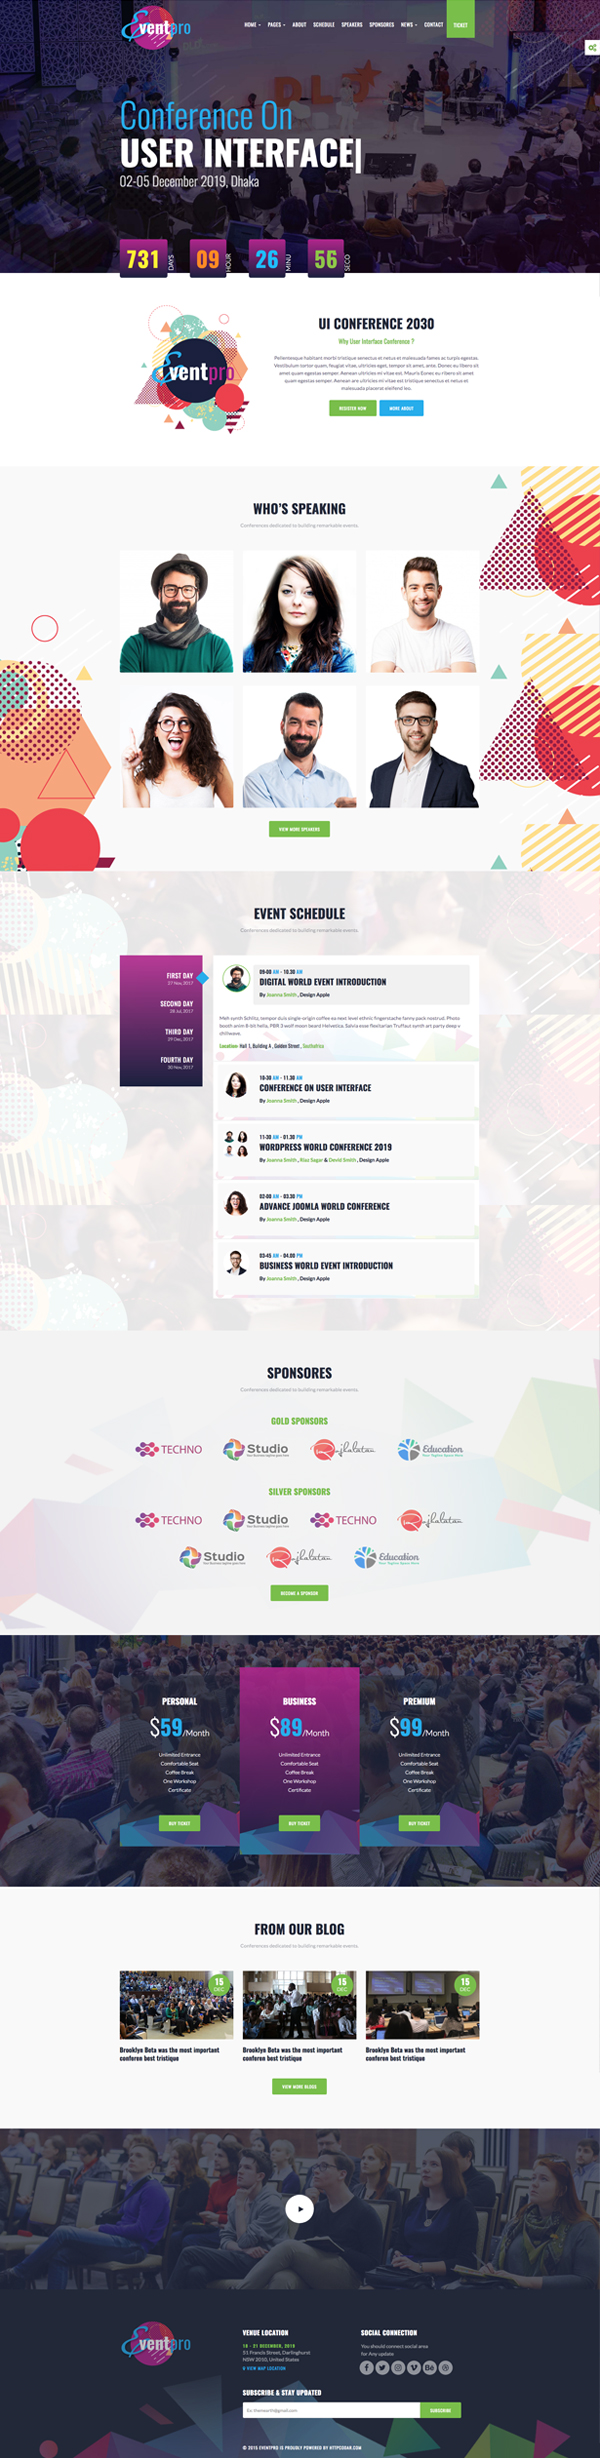 Eventpro
HOME PAGES ABOUT SCHEDULE SPEAKERS SPONSORES NEWS CONTACT TICKET
Conference On
USER INTERFACE|
02-05 December 2019, Dhaka
731 DAYS 09 HOUR 26 MINU 56 SECO
Eventpro
UI CONFERENCE 2030
Why User Interface Conference ?
Pellentesque habitant morbi tristique senectus et netus et malesuada fames ac turpis egestas.
Vestibulum tortor quam, feugiat vitae, ultricies eget, tempor sit amet, ante. Donec eu libero sit
amet quam egestas semper. Aenean ultricies mi vitae est. Mauris Donec eu libero sit amet
quam egestas semper. Aenean are ultricies mi vitae est tristique senectus et netus et
malesuada placerat eleifend leo.
REGISTER NOW MORE ABOUT
WHO'S SPEAKING
Conferences dedicated to building remarkable events.
VIEW MORE SPEAKERS
EVENT SCHEDULE
Conferences dedicated to building remarkable events.
FIRST DAY
27 Nov, 2017
SECOND DAY
28 Jul, 2017
THIRD DAY
29 Dec, 2017
FOURTH DAY
30 Nov, 2017
09-00 AM - 10.30 AM
DIGITAL WORLD EVENT INTRODUCTION
By Joanna Smith , Design Apple
Meh synth Schlitz, tempor duis single-origin coffee ea next level ethnic fingerstache fanny pack nostrud. Photo
booth anim 8-bit hella, PBR 3 wolf moon beard Helvetica. Salvia esse flexitarian Truffaut synth art party deep v
chillwave.
Location: Hall 1, Building A , Golden Street , Southafrica
10-30 AM - 11.30 AM
CONFERENCE ON USER INTERFACE
By Joanna Smith , Design Apple
11-30 AM - 01.30 PM
WORDPRESS WORLD CONFERENCE 2019
By Joanna Smith , Riaz Sagar & David Smith , Design Apple
02-00 AM - 03.30 PM
ADVANCE JOOMLA WORLD CONFERENCE
By Joanna Smith , Design Apple
03-45 AM - 04.00 PM
BUSINESS WORLD EVENT INTRODUCTION
By Joanna Smith , Design Apple
SPONSORES
Conferences dedicated to building remarkable events.
GOLD SPONSORS
TECHNO Studio Rajkalatan Education
SILVER SPONSORS
TECHNO Studio TECHNO Rajkalatan
Studio Rajkalatan Education
BECOME A SPONSOR
PERSONAL BUSINESS PREMIUM
$59/Month $89/Month $99/Month
Unlimited Entrance Unlimited Entrance Unlimited Entrance
Comfortable Seat Comfortable Seat Comfortable Seat
Coffee Break Coffee Break Coffee Break
One Workshop One Workshop One Workshop
Certificate Certificate Certificate
BUY TICKET BUY TICKET BUY TICKET
FROM OUR BLOG
Conferences dedicated to building remarkable events.
15 DEC 15 DEC 15 DEC
Brooklyn Beta was the most important Brooklyn Beta was the most important Brooklyn Beta was the most important
conferen best tristique conferen best tristique conferen best tristique
VIEW MORE BLOGS
Eventpro
VENUE LOCATION
18 - 21 DECEMBER, 2018
31 Francis Street, Darlinghurst
NSW 2010, United States
VIEW MAP LOCATION
SOCIAL CONNECTION
You should connect social area
for Any update
SUBSCRIBE & STAY UPDATED
SUBSCRIBE
© 2015 EVENTPRO IS PROUDLY POWERED BY HTTPCODAR.COM